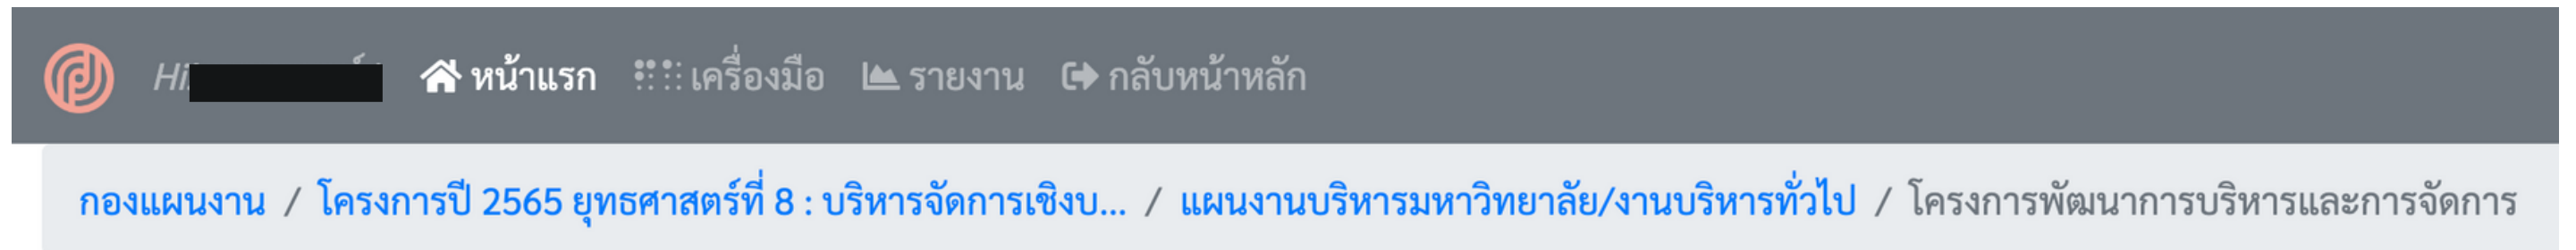 Hi หน้าแรก เครื่องมือ รายงาน กลับหน้าหลัก
กองแผนงาน / โครงการปี 2565 ยุทธศาสตร์ที่ 8 : บริหารจัดการเชิงบ... / แผนงานบริหารมหาวิทยาลัย/งานบริหารทั่วไป / โครงการพัฒนาการบริหารและการจัดการ